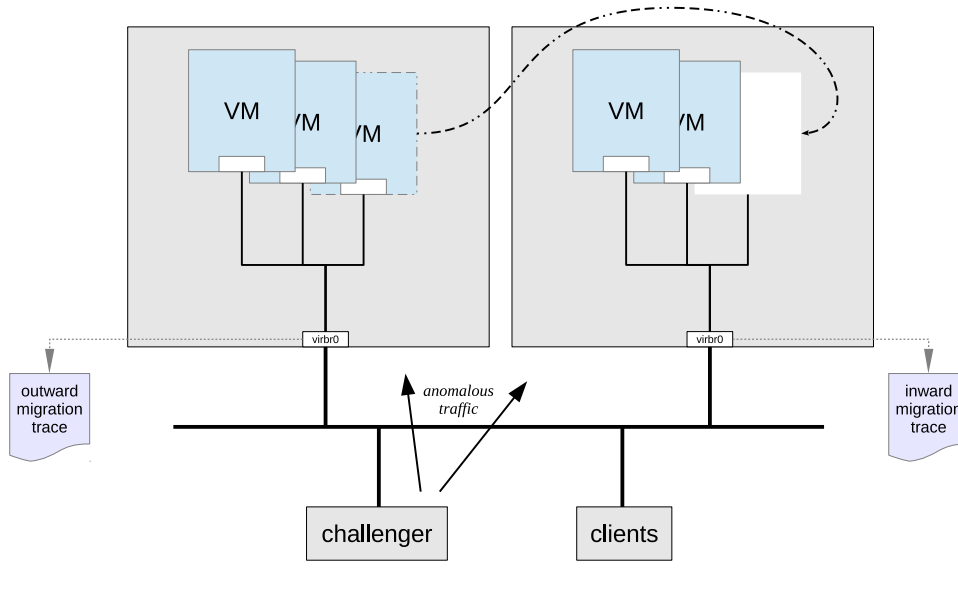 VM
VM
VM
VM
VM
virbr0
virbr0
outward
migration
trace
anomalous
traffic
inward
migration
trace
challenger
clients